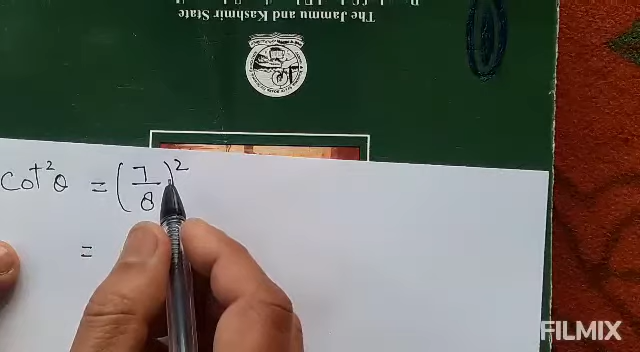 The Jammu and Kashmir
State
cot²θ = (7/8)²
=
FILMIX